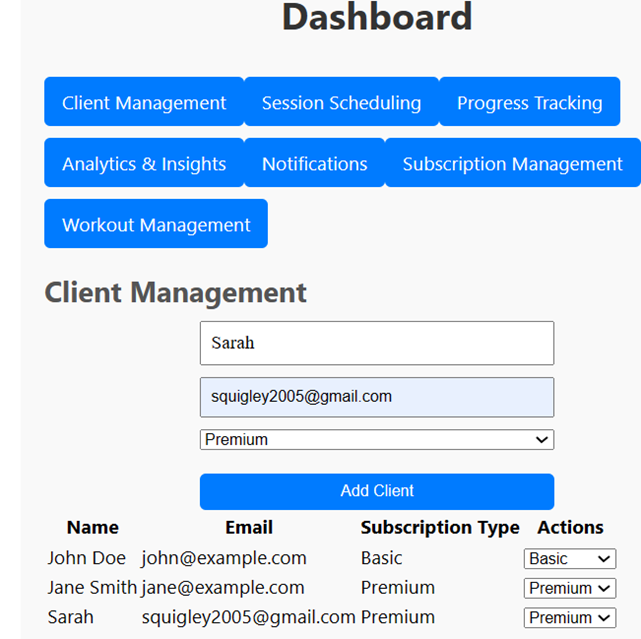 Dashboard
Client Management Session Scheduling Progress Tracking
Analytics & Insights Notifications Subscription Management
Workout Management
Client Management
Sarah
squigley2005@gmail.com
Premium
Add Client
Name Email Subscription Type Actions
John Doe john@example.com Basic Basic
Jane Smith jane@example.com Premium Premium
Sarah squigley2005@gmail.com Premium Premium